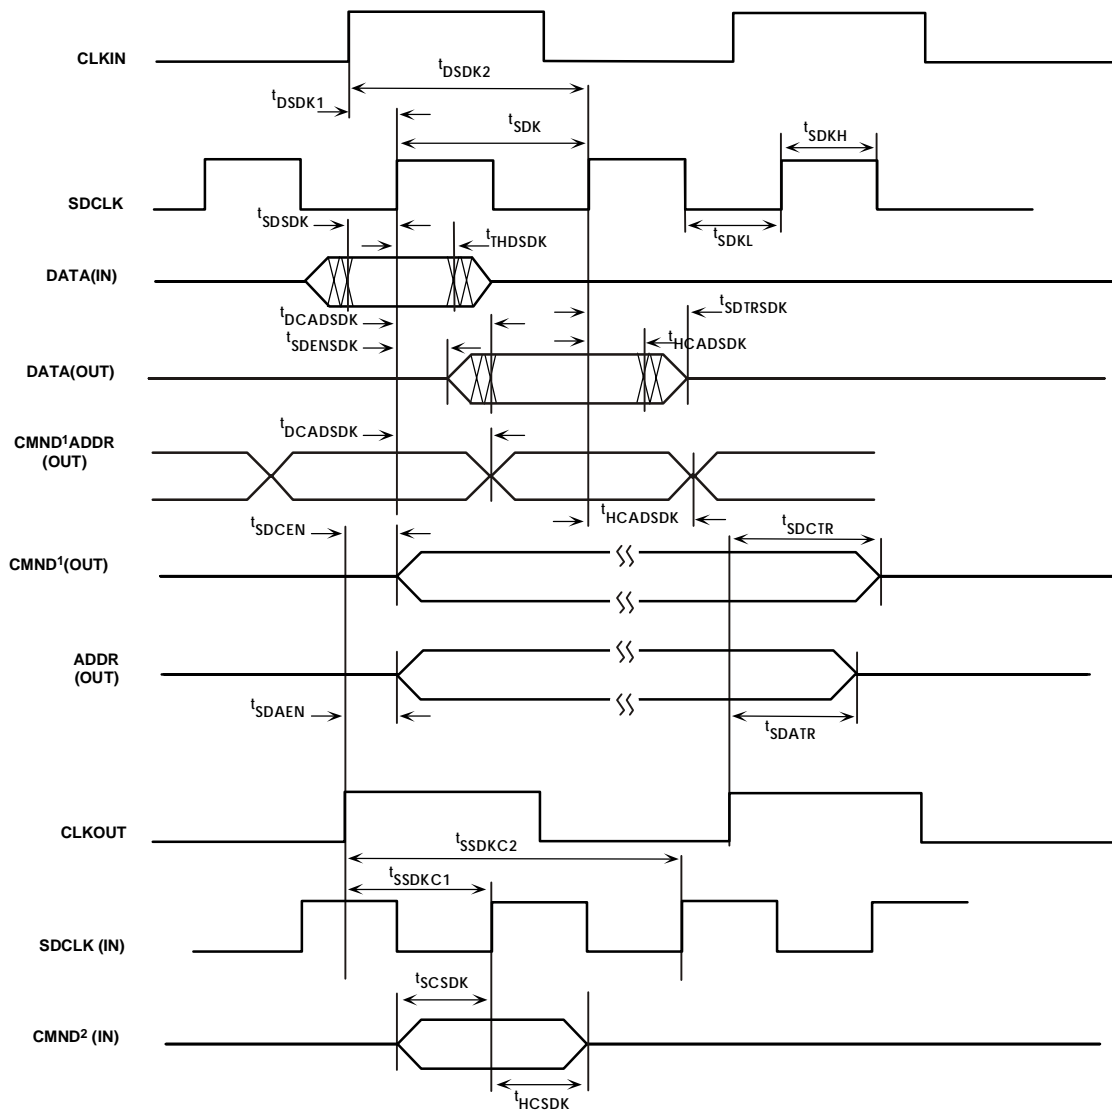 CLKIN
tDSDK2
tDSDK1
tSDK
tSDKH
SDCLK
tSDSDK
tTHDSDK
tSDKL
DATA(IN)
tDCADSDK
tSDTRSDK
tSDENSDK
tHCADSDK
DATA(OUT)
tDCADSDK
CMND1ADDR
(OUT)
tHCADSDK
tSDCEN
tSDCTR
CMND1(OUT)
ADDR
(OUT)
tSDAEN
tSDATR
CLKOUT
tSSDKC2
tSSDKC1
SDCLK (IN)
tSCSDK
CMND2 (IN)
tHCSDK